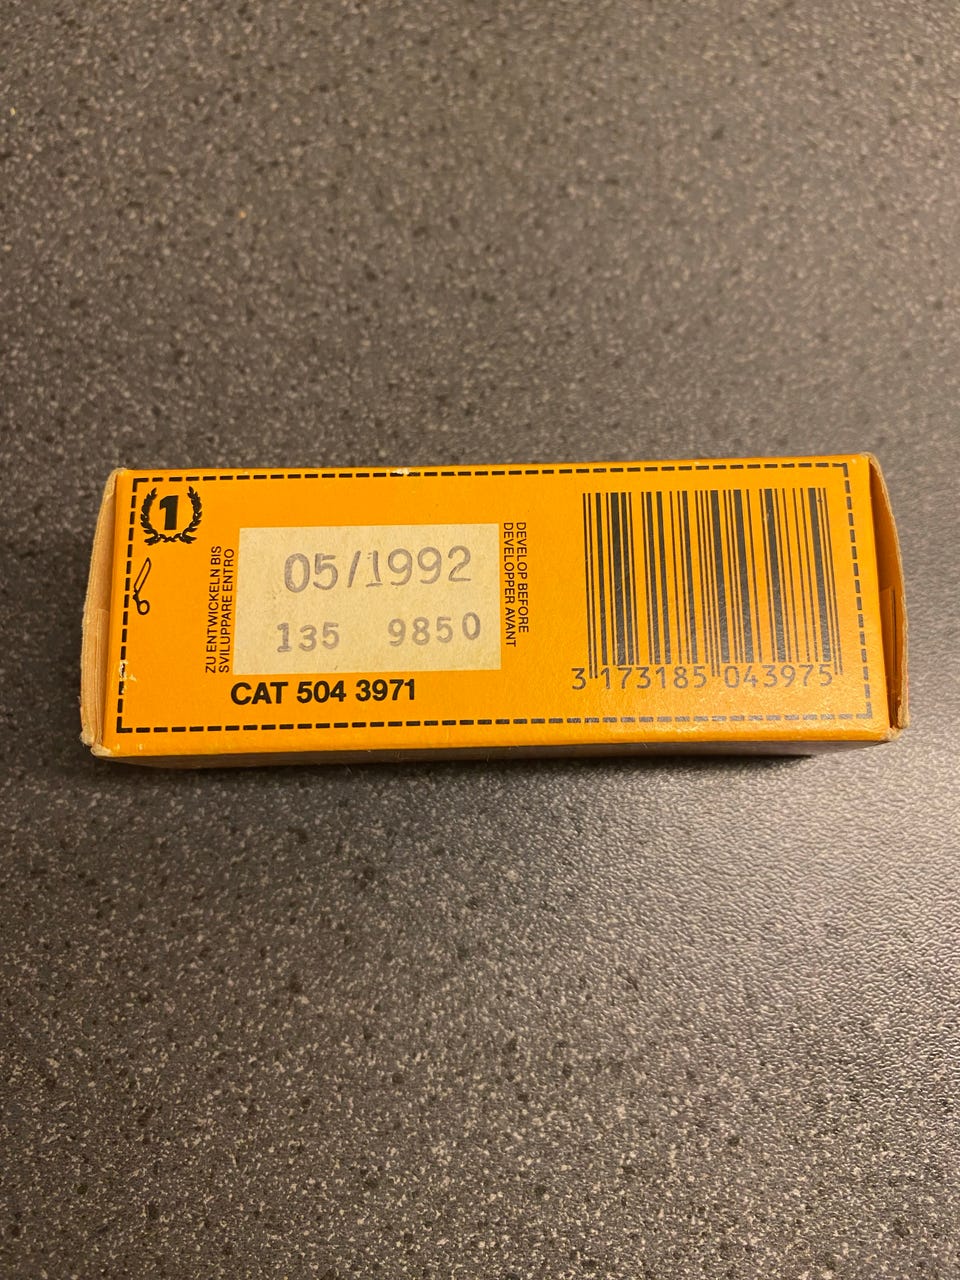 1
ZU ENTWICKELN BIS
SVILUPPARE ENTRO
05/1992
135 9850
DEVELOP BEFORE
DEVELOPPER AVANT
CAT 504 3971
3 173185 043975